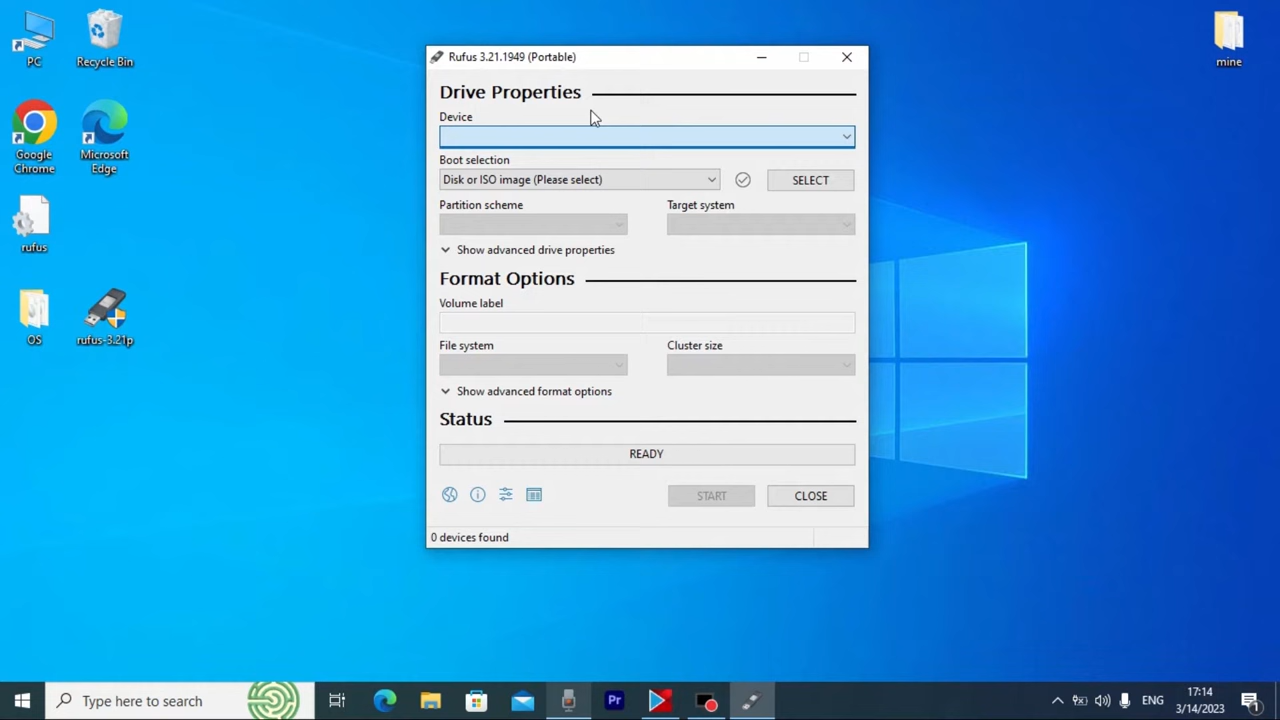 PC
Recycle Bin
mine
Google
Chrome
Microsoft
Edge
rufus
OS
rufus-3.21p
Rufus 3.21.1949 (Portable)
Drive Properties
Device
Boot selection
Disk or ISO image (Please select)
SELECT
Partition scheme
Target system
Show advanced drive properties
Format Options
Volume label
File system
Cluster size
Show advanced format options
Status
READY
START
CLOSE
0 devices found
Type here to search
Pr
ENG
17:14
3/14/2023
1